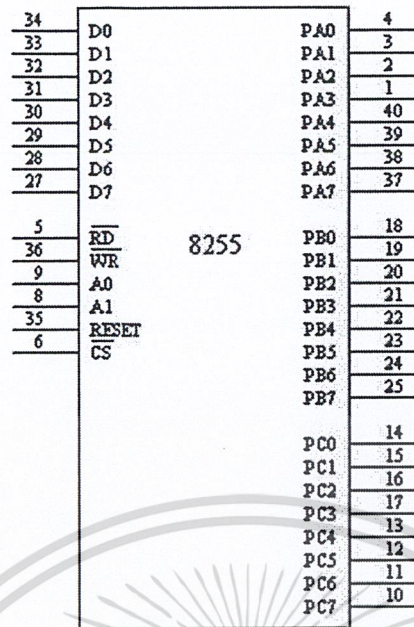 34 D0 PA0 4
33 D1 PA1 3
32 D2 PA2 2
31 D3 PA3 1
30 D4 PA4 40
29 D5 PA5 39
28 D6 PA6 38
27 D7 PA7 37
5 R̅D̅ 8255 PB0 18
36 W̅R̅ PB1 19
9 A0 PB2 20
8 A1 PB3 21
35 RESET PB4 22
6 C̅S̅ PB5 23
PB6 24
PB7 25
PC0 14
PC1 15
PC2 16
PC3 17
PC4 13
PC5 12
PC6 11
PC7 10